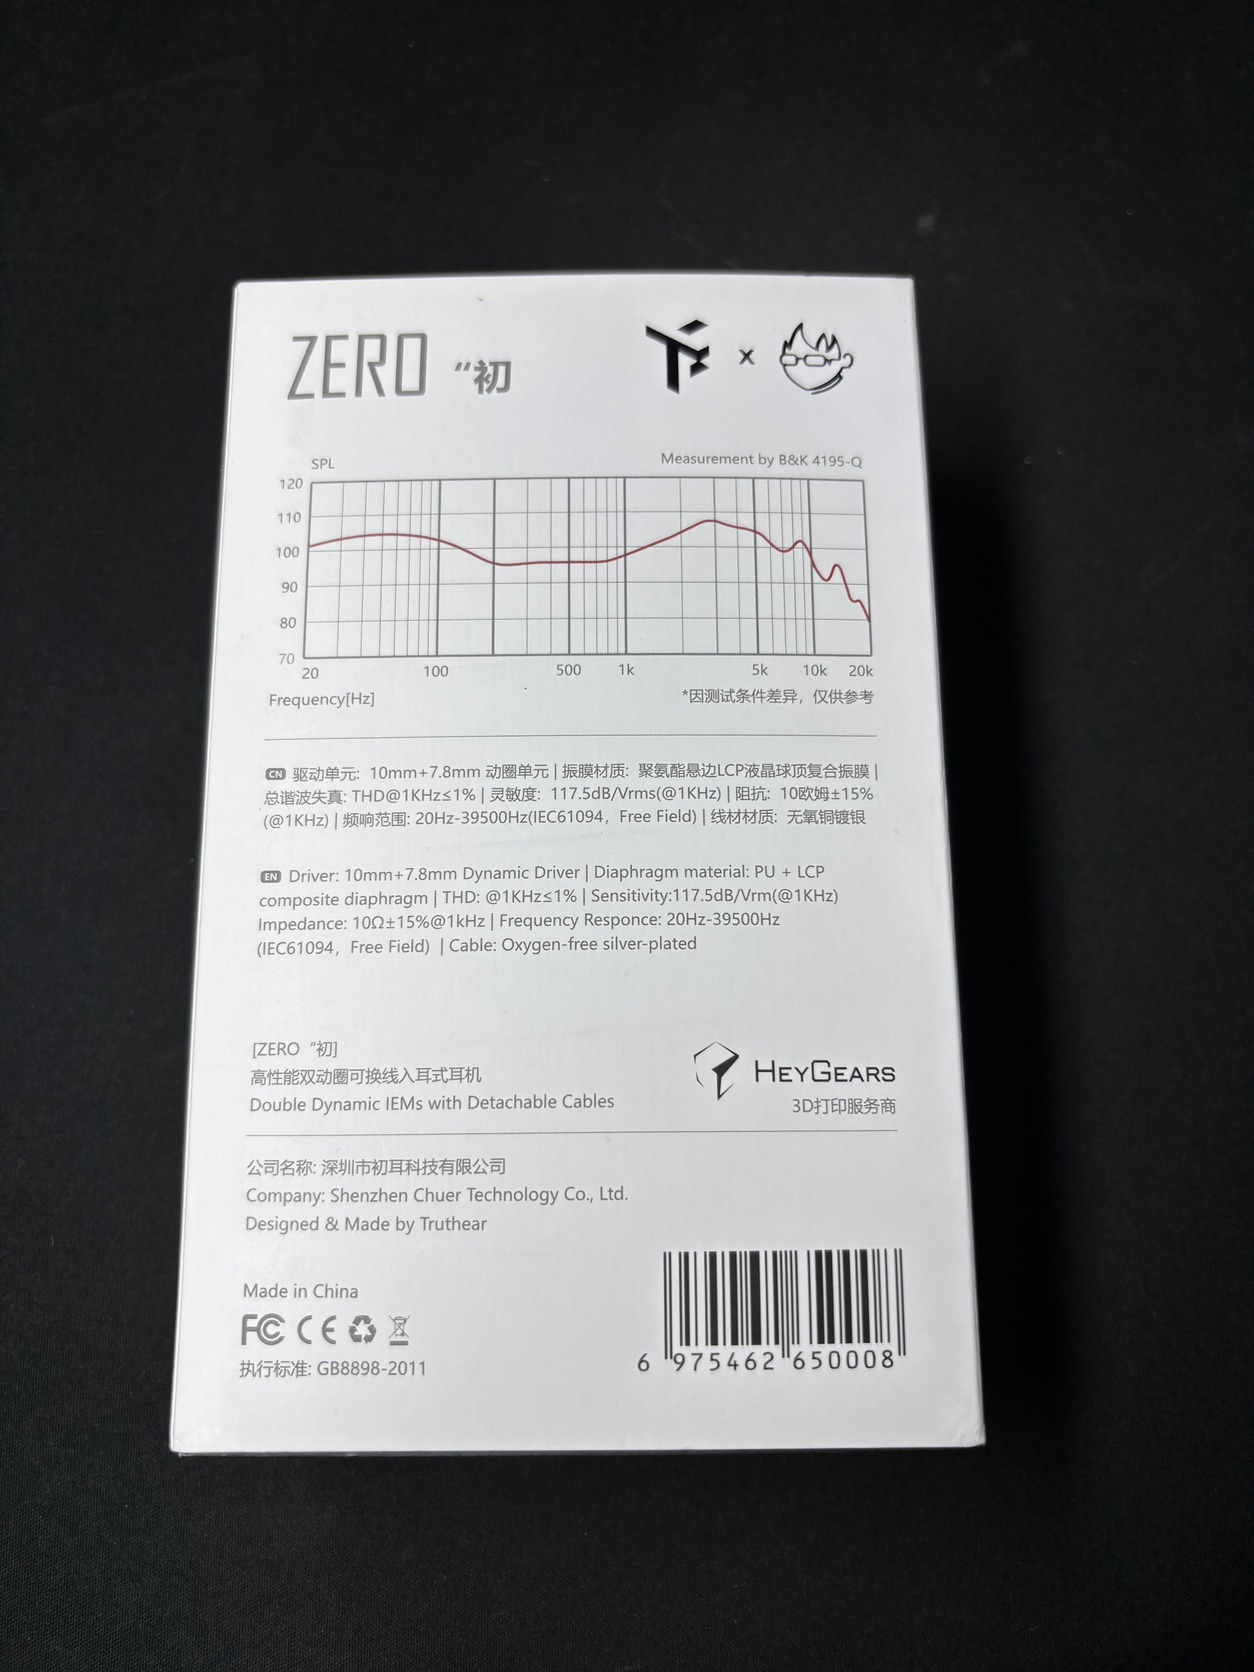 ZERO “初
x
SPL
Measurement by B&K 4195-Q
120
110
100
90
80
70
20
100
500
1k
5k
10k
20k
Frequency[Hz]
*因测试条件差异，仅供参考
CN 驱动单元: 10mm+7.8mm 动圈单元 | 振膜材质: 聚氨酯悬边LCP液晶球顶复合振膜 |
总谐波失真: THD@1KHz≤1% | 灵敏度: 117.5dB/Vrms(@1KHz) | 阻抗: 10欧姆±15%
(@1KHz) | 频响范围: 20Hz-39500Hz(IEC61094, Free Field) | 线材材质: 无氧铜镀银
EN Driver: 10mm+7.8mm Dynamic Driver | Diaphragm material: PU + LCP
composite diaphragm | THD: @1KHz≤1% | Sensitivity:117.5dB/Vrm(@1KHz)
Impedance: 10Ω±15%@1kHz | Frequency Responce: 20Hz-39500Hz
(IEC61094, Free Field) | Cable: Oxygen-free silver-plated
[ZERO “初]
高性能双动圈可换线入耳式耳机
Double Dynamic IEMs with Detachable Cables
HEYGEARS
3D打印服务商
公司名称: 深圳市初耳科技有限公司
Company: Shenzhen Chuer Technology Co., Ltd.
Designed & Made by Truthear
Made in China
FC CE
执行标准: GB8898-2011
6 975462 650008